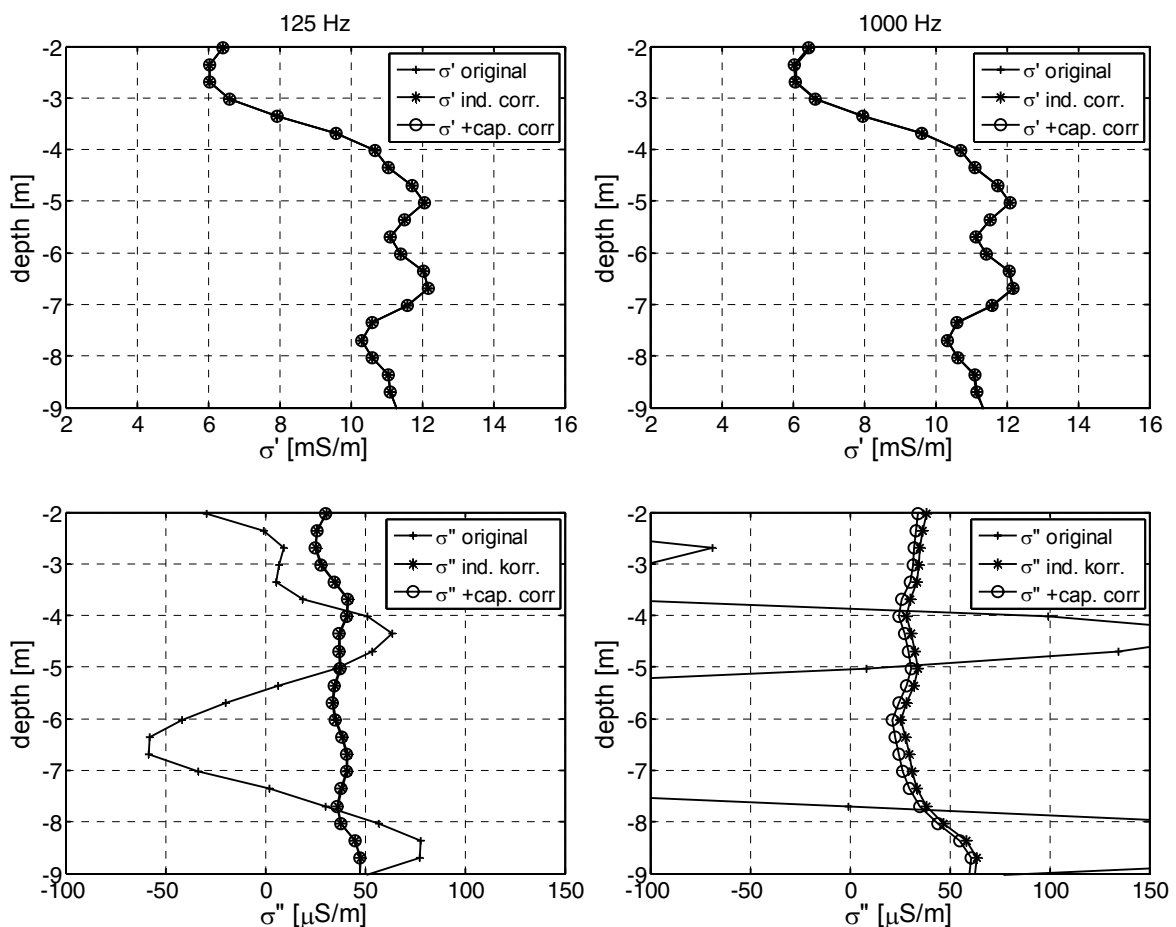 125 Hz
-2
-3
-4
-5
-6
-7
-8
-9
depth [m]
2
4
6
8
10
12
14
16
σ' [mS/m]
σ' original
σ' ind. corr.
σ' +cap. corr
1000 Hz
-2
-3
-4
-5
-6
-7
-8
-9
depth [m]
2
4
6
8
10
12
14
16
σ' [mS/m]
σ' original
σ' ind. corr.
σ' +cap. corr
-2
-3
-4
-5
-6
-7
-8
-9
depth [m]
-100
-50
0
50
100
150
σ" [μS/m]
σ" original
σ" ind. korr.
σ" +cap. corr
-2
-3
-4
-5
-6
-7
-8
-9
depth [m]
-100
-50
0
50
100
150
σ" [μS/m]
σ" original
σ" ind. korr.
σ" +cap. corr